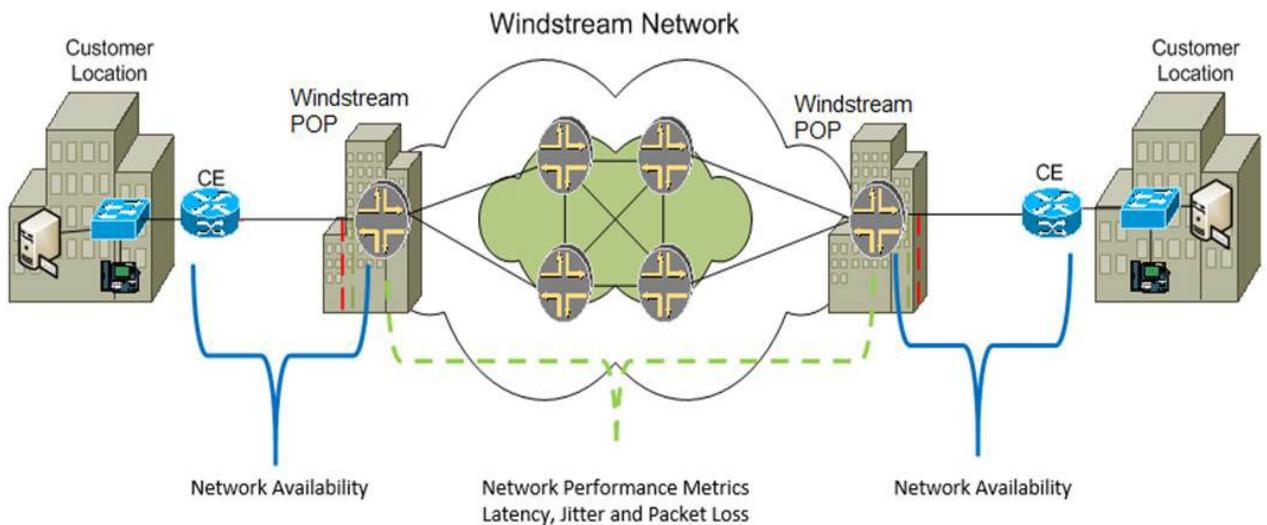 Windstream Network
Customer
Location
Windstream
POP
CE
Windstream
POP
Customer
Location
CE
Network Availability
Network Performance Metrics
Latency, Jitter and Packet Loss
Network Availability